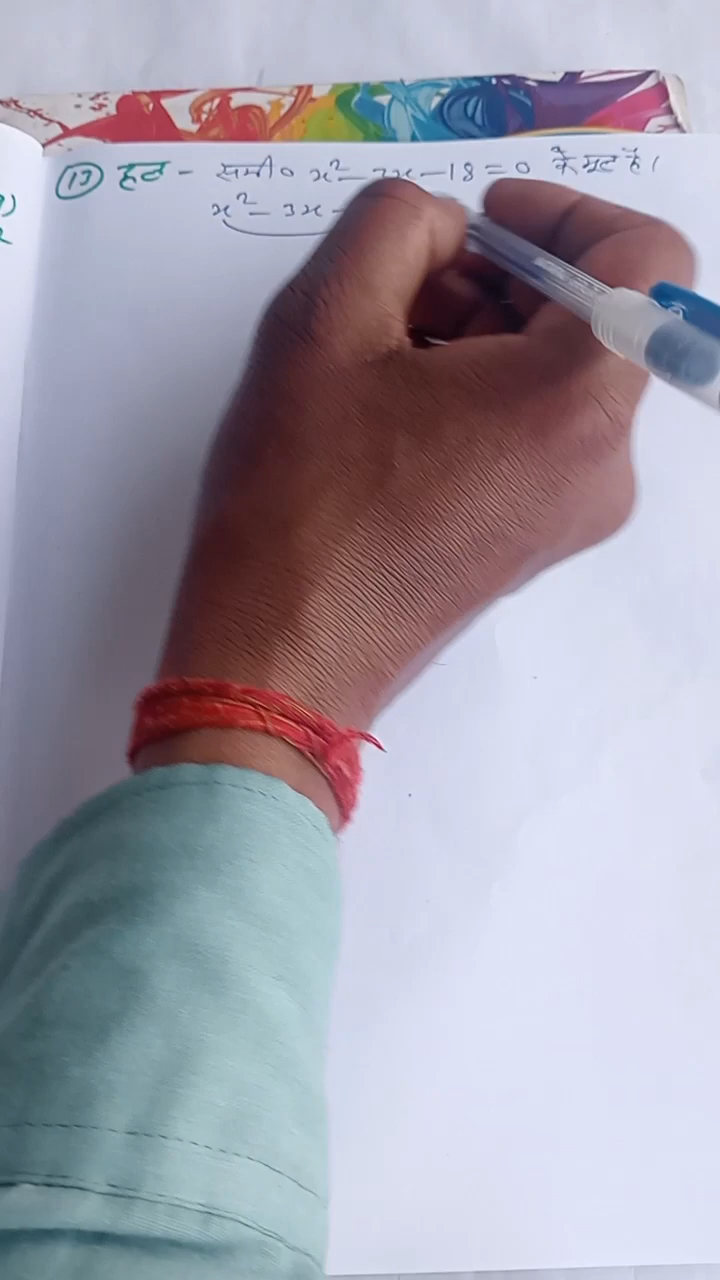 (17) हल - समी० x² - 3x - 18 = 0 के मूल है।
x² - 3x -